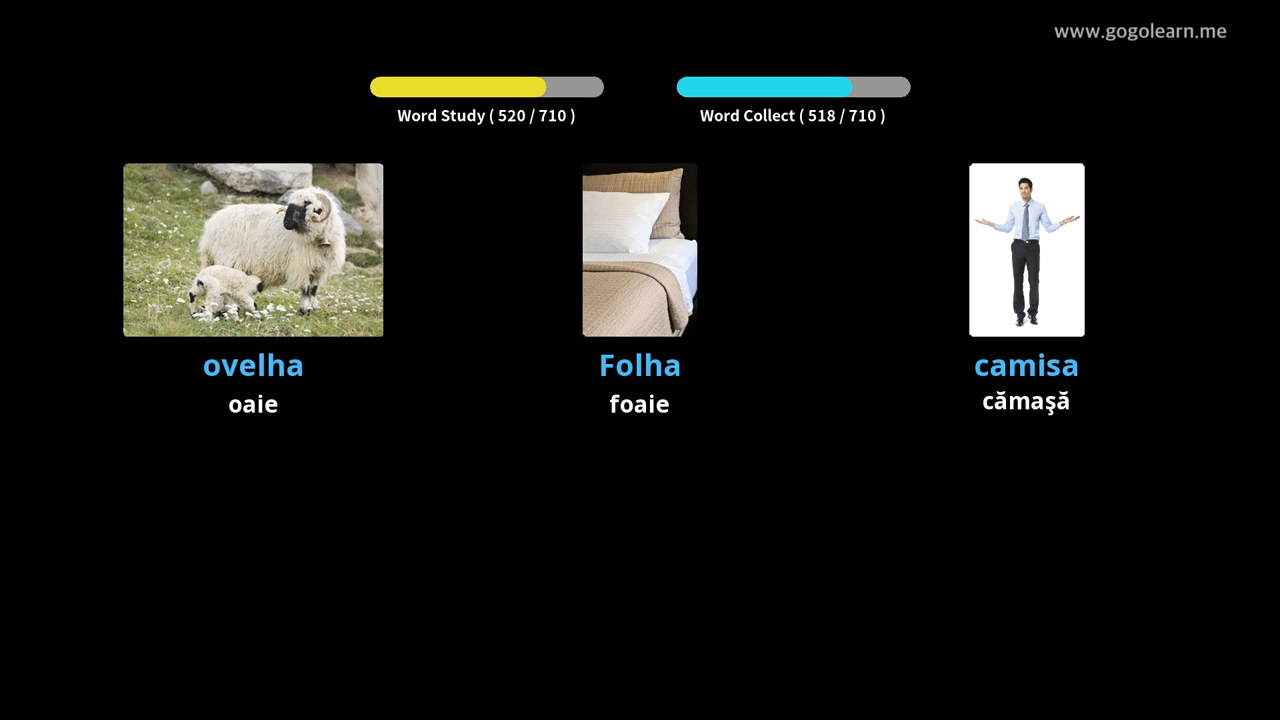 www.gogolearn.me
Word Study ( 520 / 710 )
Word Collect ( 518 / 710 )
ovelha
Folha
camisa
oaie
foaie
cămaşă